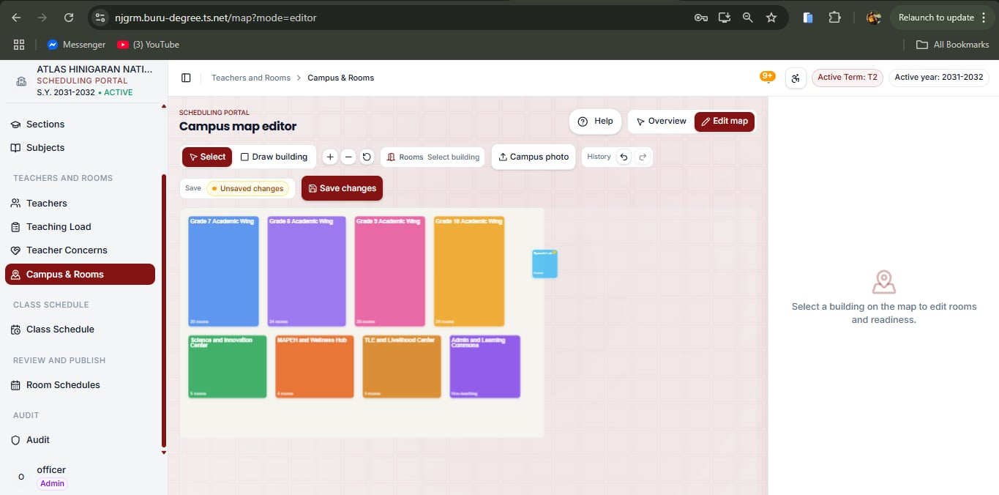 njgrm.buru-degree.ts.net/map?mode=editor
Relaunch to update
Messenger
(3) YouTube
All Bookmarks
ATLAS HINIGARAN NATI...
SCHEDULING PORTAL
S.Y. 2031-2032 • ACTIVE
Sections
Subjects
TEACHERS AND ROOMS
Teachers
Teaching Load
Teacher Concerns
Campus & Rooms
CLASS SCHEDULE
Class Schedule
REVIEW AND PUBLISH
Room Schedules
AUDIT
Audit
O
officer
Admin
Teachers and Rooms > Campus & Rooms
9+
Active Term: T2
Active year: 2031-2032
SCHEDULING PORTAL
Campus map editor
Help
Overview
Edit map
Select
Draw building
Rooms Select building
Campus photo
History
Save
Unsaved changes
Save changes
Grade 7 Academic Wing
Grade 8 Academic Wing
Grade 9 Academic Wing
Grade 10 Academic Wing
24 rooms
Science and Innovation
Center
5 rooms
MAPEH and Wellness Hub
4 rooms
TLE and Livelihood Center
5 rooms
Admin and Learning
Commons
Non-teaching
Select a building on the map to edit rooms
and readiness.